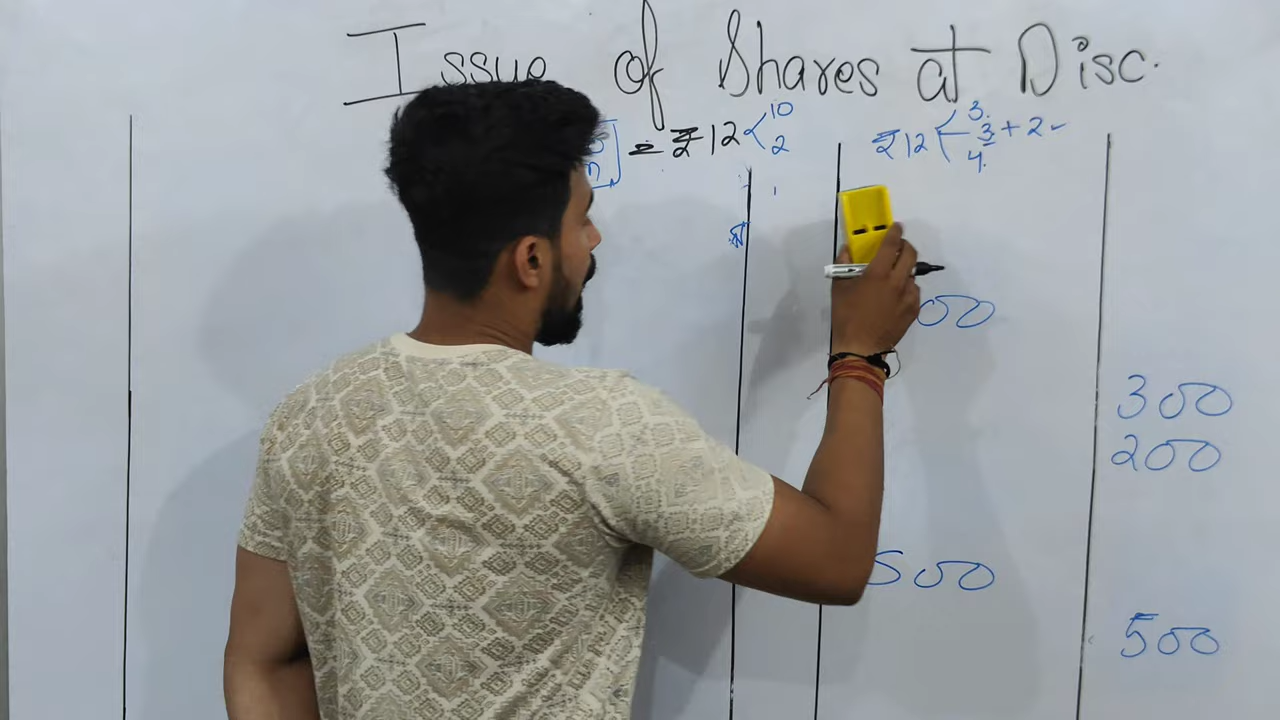 Issue of Shares at Disc.
n] = ₹12 < 10
2
₹12 < 3.
3 + 2
4.
00
300
200
500
500